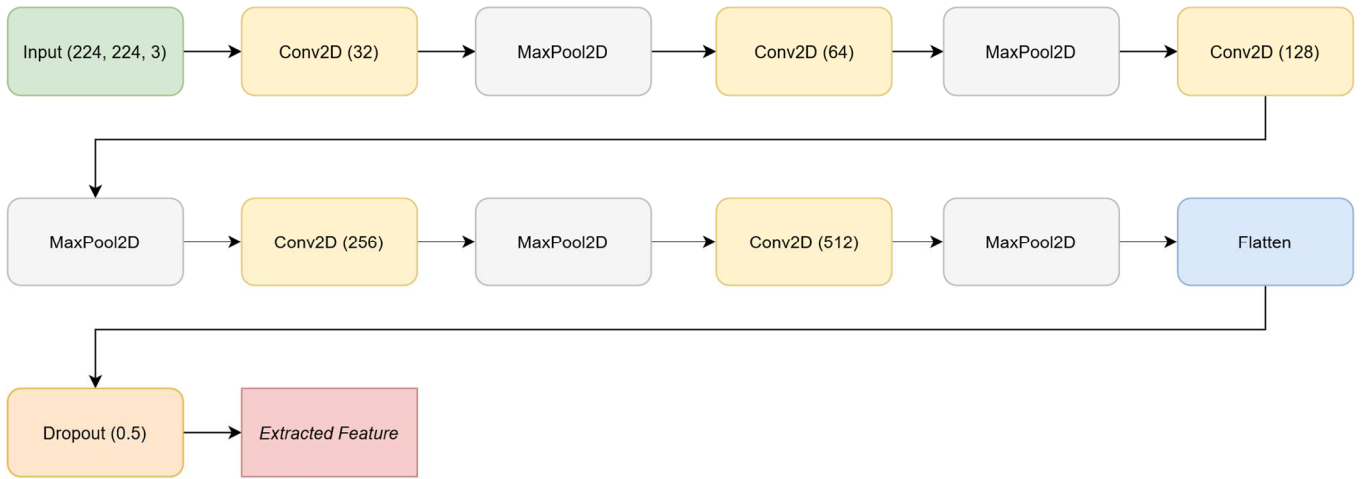 Input (224, 224, 3)
Conv2D (32)
MaxPool2D
Conv2D (64)
MaxPool2D
Conv2D (128)
MaxPool2D
Conv2D (256)
MaxPool2D
Conv2D (512)
MaxPool2D
Flatten
Dropout (0.5)
Extracted Feature